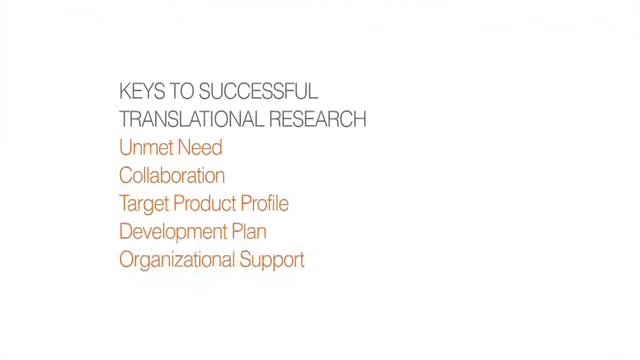 KEYS TO SUCCESSFUL
TRANSLATIONAL RESEARCH
Unmet Need
Collaboration
Target Product Profile
Development Plan
Organizational Support